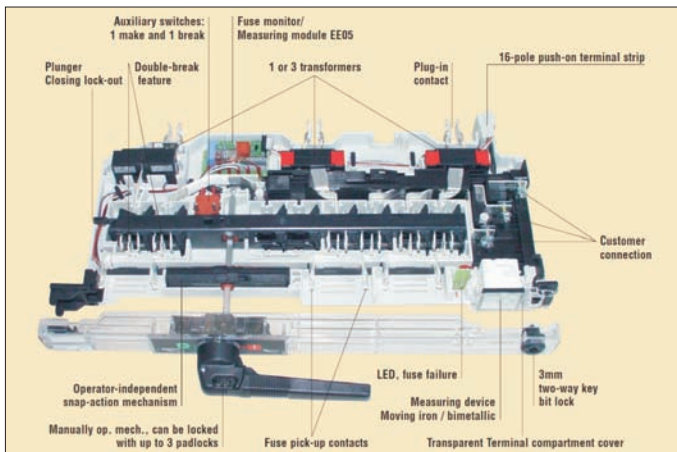 Auxiliary switches:
1 make and 1 break
Fuse monitor/
Measuring module EE05
Plunger
Closing lock-out
Double-break
feature
1 or 3 transformers
Plug-in
contact
16-pole push-on terminal strip
Customer
connection
Operator-independent
snap-action mechanism
LED, fuse failure
3mm
two-way key
bit lock
Measuring device
Moving iron / bimetallic
Manually op. mech., can be locked
with up to 3 padlocks
Fuse pick-up contacts
Transparent Terminal compartment cover